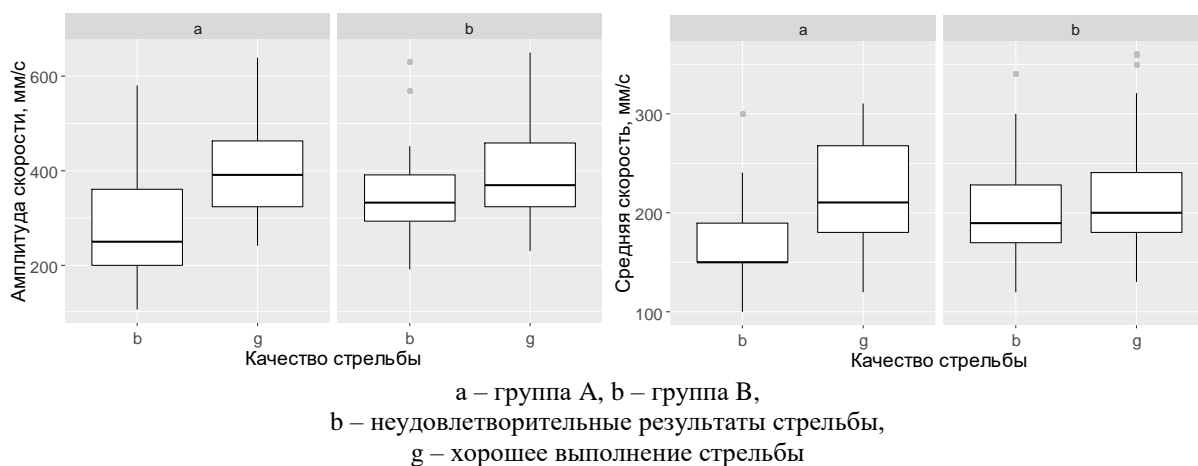 a
b
Амплитуда скорости, мм/с
600
400
200
b
g
b
g
Качество стрельбы
a
b
Средняя скорость, мм/с
300
200
100
b
g
b
g
Качество стрельбы
a – группа A, b – группа B,
b – неудовлетворительные результаты стрельбы,
g – хорошее выполнение стрельбы